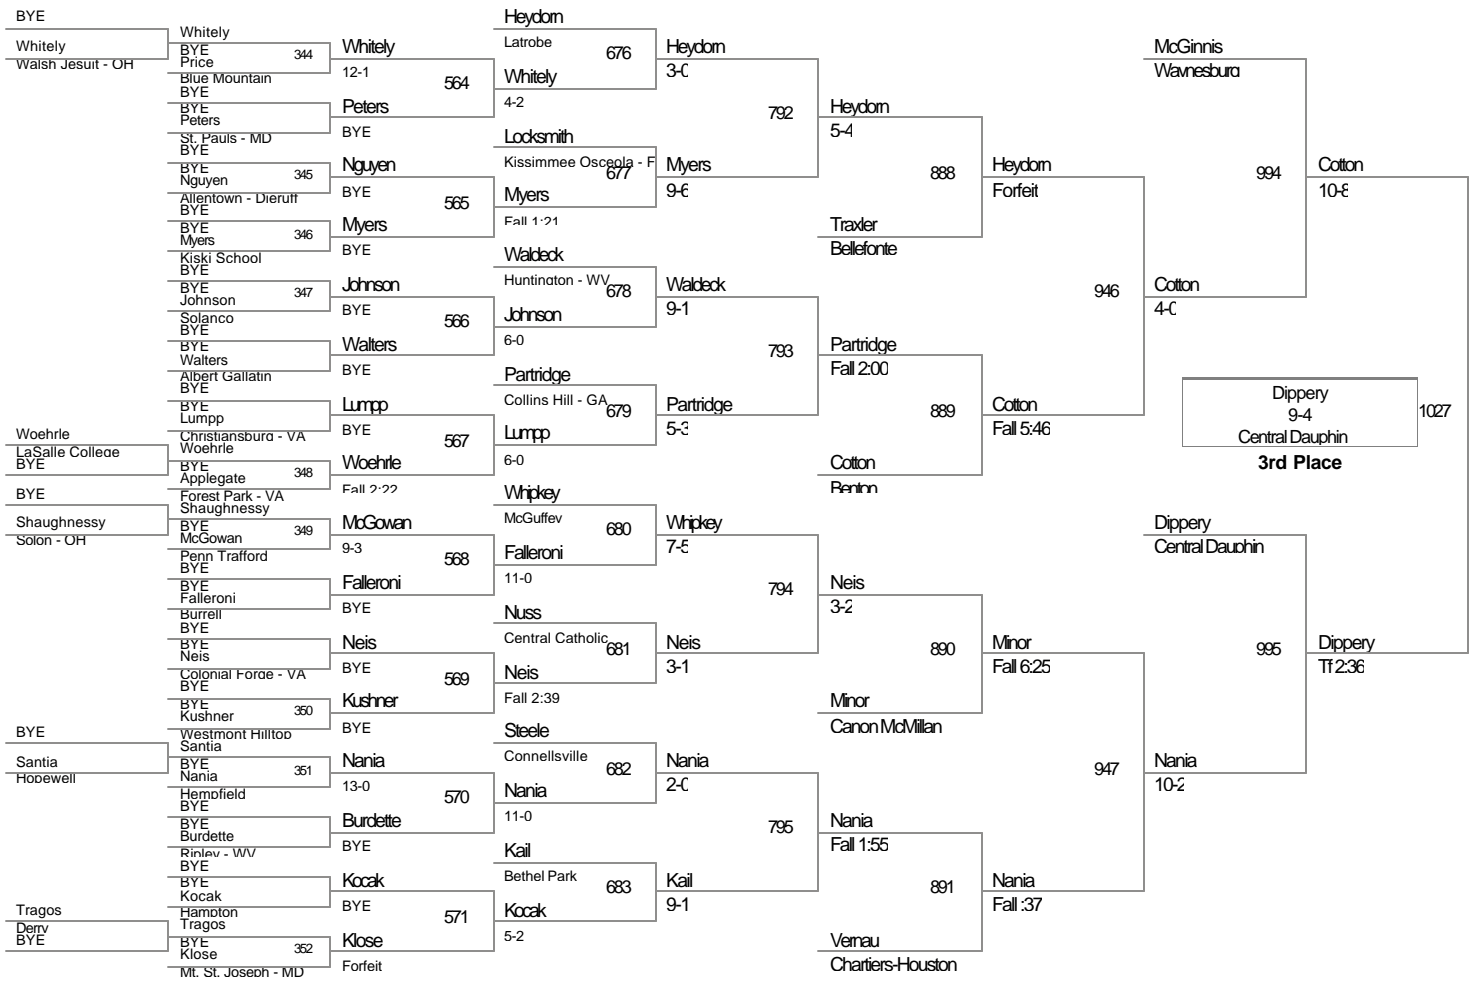 BYE
Whitely
Walsh Jesuit - OH
Woehrle
LaSalle College
BYE
BYE
Shaughnessy
Solon - OH
BYE
Santia
Hopewell
Tragos
Derry
BYE
Whitely
BYE
344
Price
Blue Mountain
BYE
BYE
Peters
St. Pauls - MD
BYE
BYE
345
Nguyen
Allentown - Dieruff
BYE
BYE
346
Myers
Kiski School
BYE
BYE
347
Johnson
Solanco
BYE
BYE
Walters
Albert Gallatin
BYE
BYE
Lumpp
Christiansburg - VA
Woehrle
BYE
348
Applegate
Forest Park - VA
Shaughnessy
BYE
349
McGowan
Penn Trafford
BYE
BYE
Falleroni
Burrell
BYE
BYE
Neis
Colonial Forge - VA
BYE
BYE
350
Kushner
Westmont Hilltop
Santia
BYE
351
Nania
Hempfield
BYE
BYE
Burdette
Ripley - WV
BYE
BYE
Kocak
Hampton
Tragos
BYE
352
Klose
Mt. St. Joseph - MD
Whitely
12-1
564
Peters
BYE
Nguyen
BYE
565
Myers
BYE
Johnson
BYE
566
Walters
BYE
Lumpp
BYE
567
Woehrle
Fall 2:22
McGowan
9-3
568
Falleroni
BYE
Neis
BYE
569
Kushner
BYE
Nania
13-0
570
Burdette
BYE
Kocak
BYE
571
Klose
Forfeit
Heydorn
Latrobe
676
Whitely
4-2
Locksmith
Kissimmee Osceola - F
677
Myers
Fall 1:21
Waldeck
Huntington - WV
678
Johnson
6-0
Partridge
Collins Hill - GA
679
Lumpp
6-0
Whipkey
McGuffey
680
Falleroni
11-0
Nuss
Central Catholic
681
Neis
Fall 2:39
Steele
Connellsville
682
Nania
11-0
Kail
Bethel Park
683
Kocak
5-2
Heydorn
3-0
792
Myers
9-6
Waldeck
9-1
793
Partridge
5-3
Whipkey
7-5
794
Neis
3-1
Nania
2-0
795
Kail
9-1
Heydorn
5-4
888
Traxler
Bellefonte
Partridge
Fall 2:00
889
Cotton
Benton
Neis
3-2
890
Minor
Canon McMillan
Nania
Fall 1:55
891
Vernau
Chartiers-Houston
Heydorn
Forfeit
946
Cotton
Fall 5:46
Minor
Fall 6:25
947
Nania
Fall :37
McGinnis
Waynesburg
994
Cotton
4-0
Dippery
Central Dauphin
995
Nania
10-2
Cotton
10-8
Dippery
9-4
Central Dauphin
1027
3rd Place
Dippery
Tf 2:36